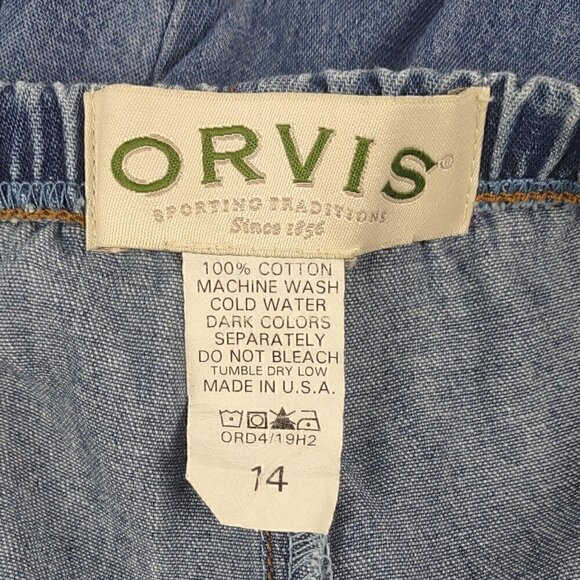 ORVIS®
SPORTING TRADITIONS
Since 1856
100% COTTON
MACHINE WASH
COLD WATER
DARK COLORS
SEPARATELY
DO NOT BLEACH
TUMBLE DRY LOW
MADE IN U.S.A.
ORD4/19H2
14